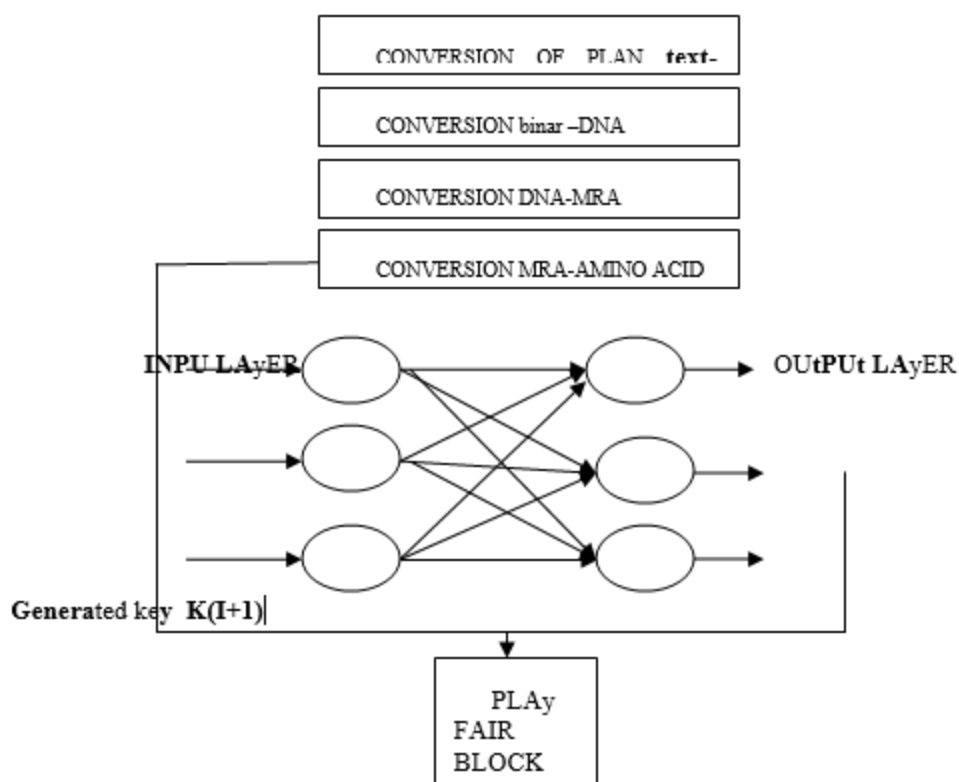 CONVERSION OF PLAN text-
CONVERSION binar –DNA
CONVERSION DNA-MRA
CONVERSION MRA-AMINO ACID
INPU LAyER
OUtPUt LAyER
Generated key K(I+1)
PLAy
FAIR
BLOCK